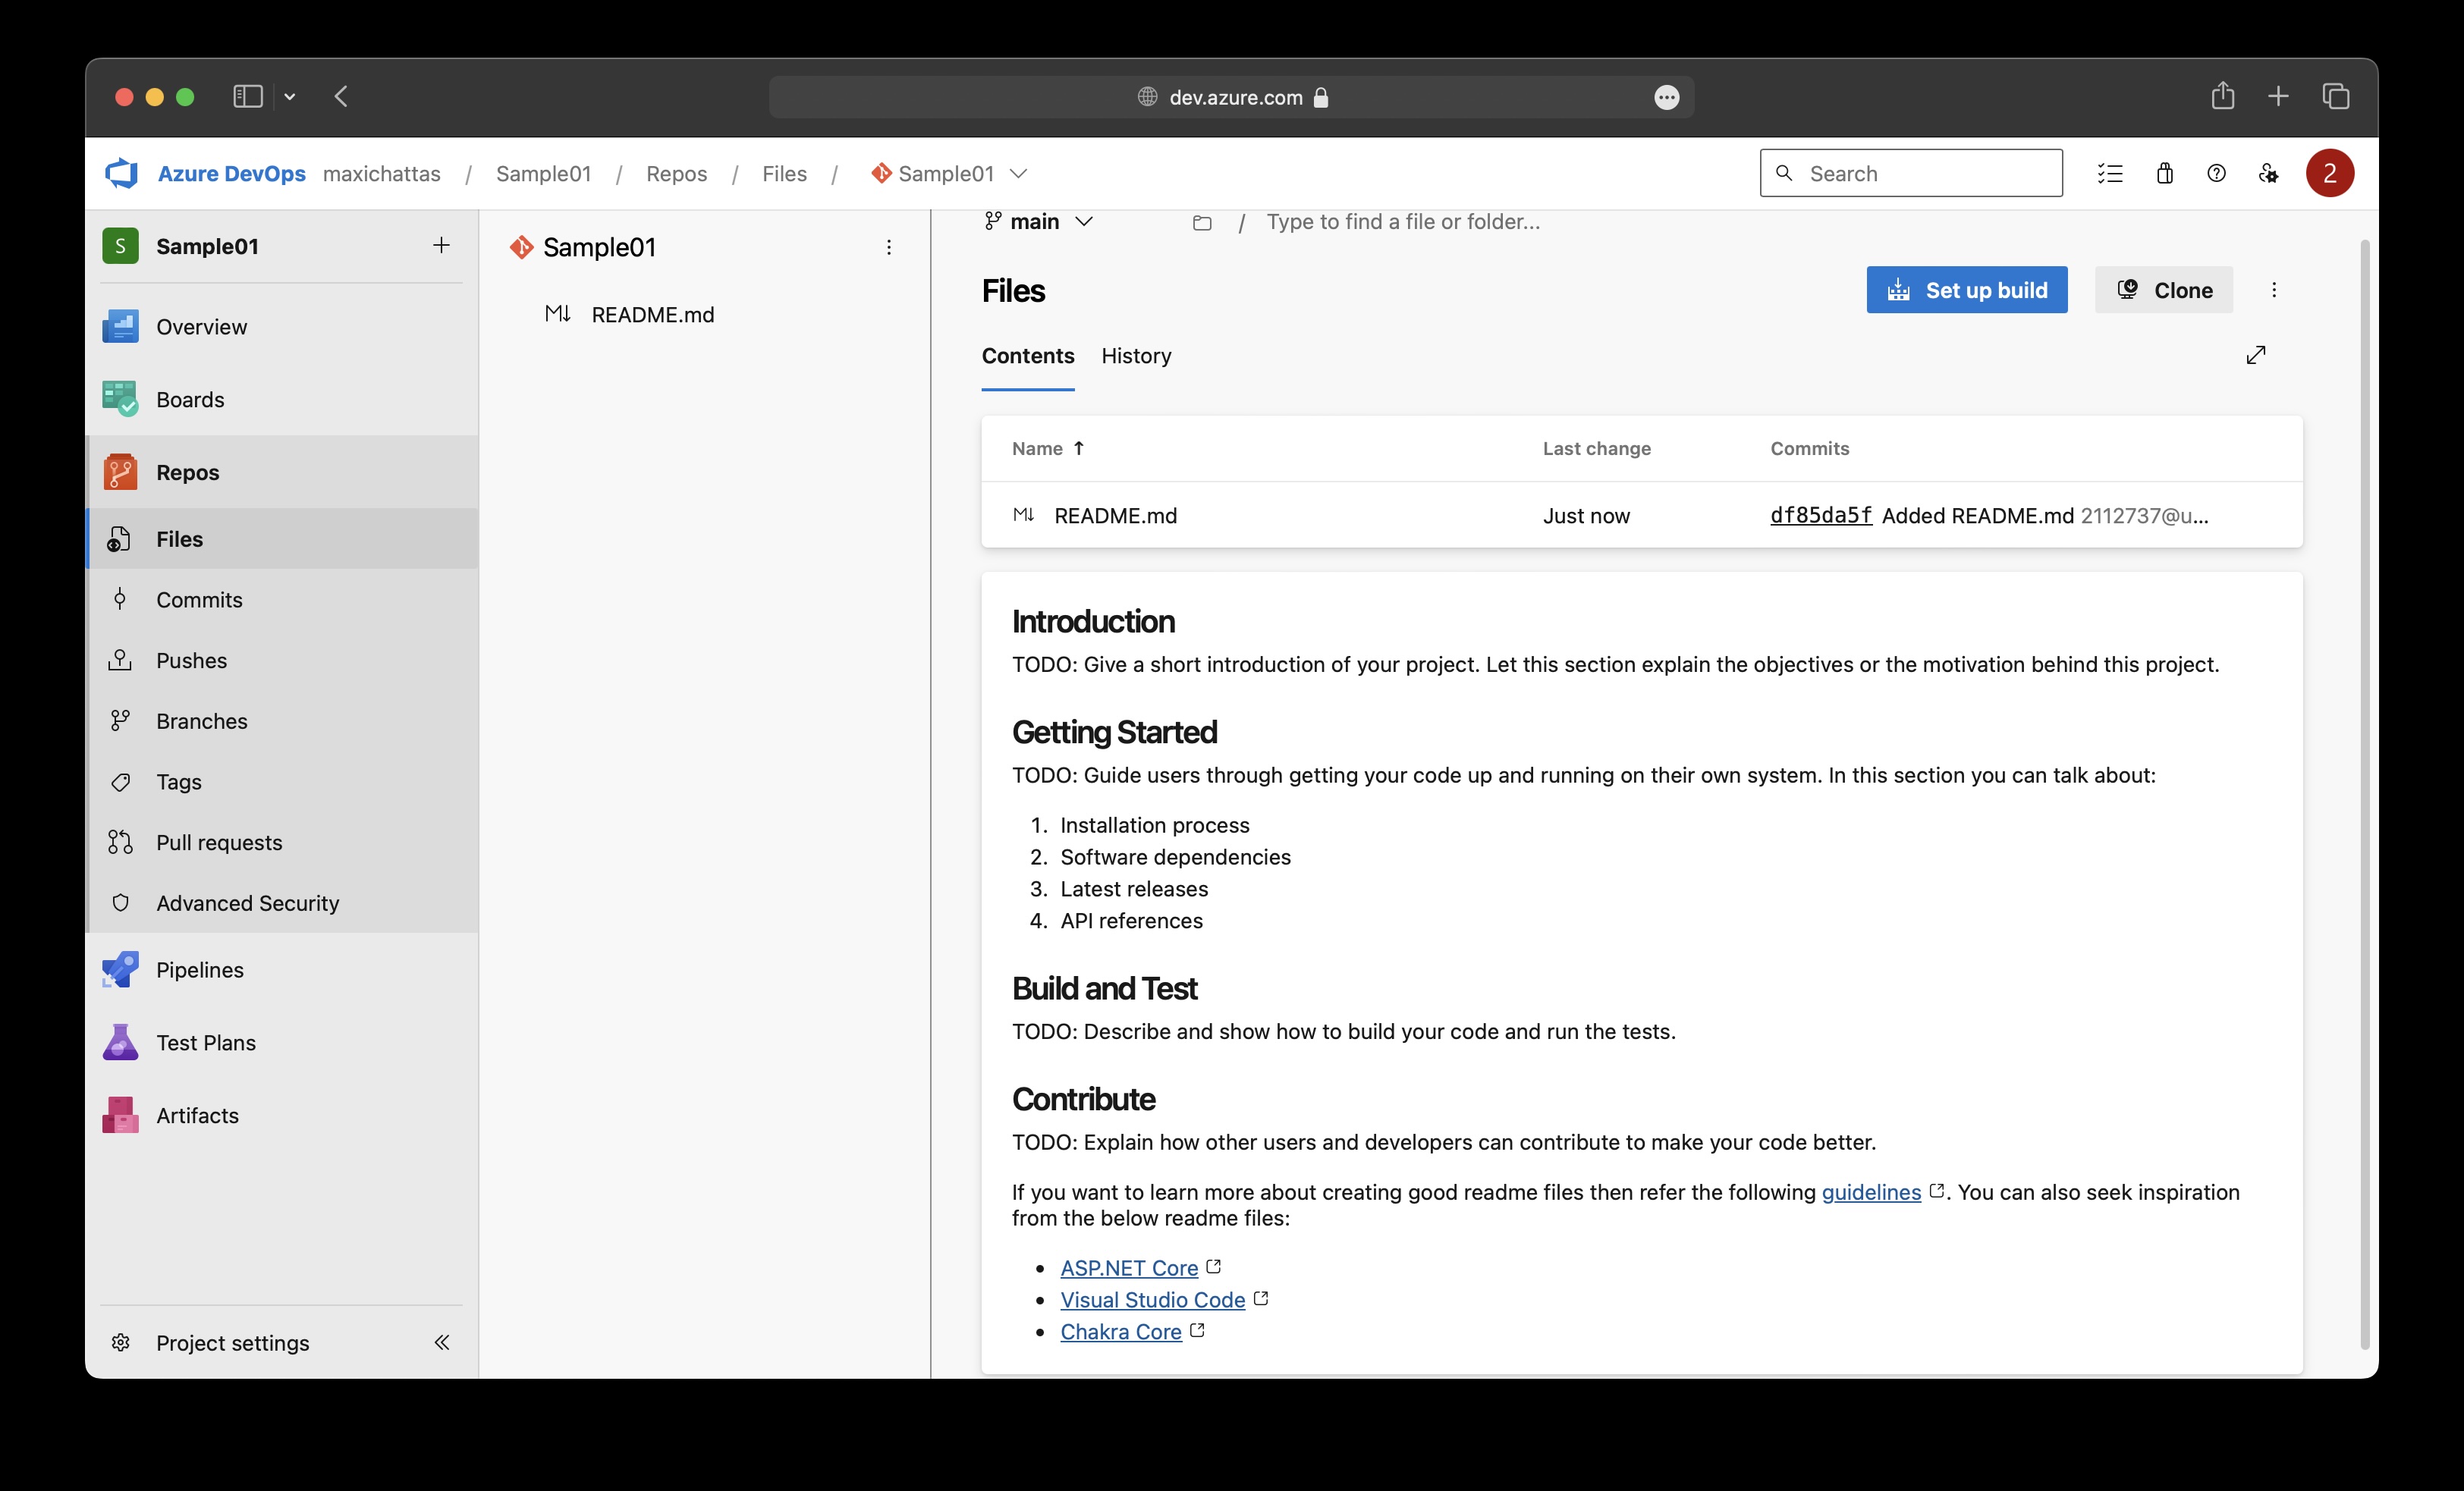 dev.azure.com
Azure DevOps maxichattas / Sample01 / Repos / Files / Sample01
Search
2
S Sample01
Overview
Boards
Repos
Files
Commits
Pushes
Branches
Tags
Pull requests
Advanced Security
Pipelines
Test Plans
Artifacts
Project settings
Sample01
README.md
main / Type to find a file or folder...
Files
Set up build
Clone
Contents History
Name Last change Commits
README.md Just now df85da5f Added README.md 2112737@u...
Introduction
TODO: Give a short introduction of your project. Let this section explain the objectives or the motivation behind this project.
Getting Started
TODO: Guide users through getting your code up and running on their own system. In this section you can talk about:
1. Installation process
2. Software dependencies
3. Latest releases
4. API references
Build and Test
TODO: Describe and show how to build your code and run the tests.
Contribute
TODO: Explain how other users and developers can contribute to make your code better.
If you want to learn more about creating good readme files then refer the following guidelines. You can also seek inspiration
from the below readme files:
• ASP.NET Core
• Visual Studio Code
• Chakra Core